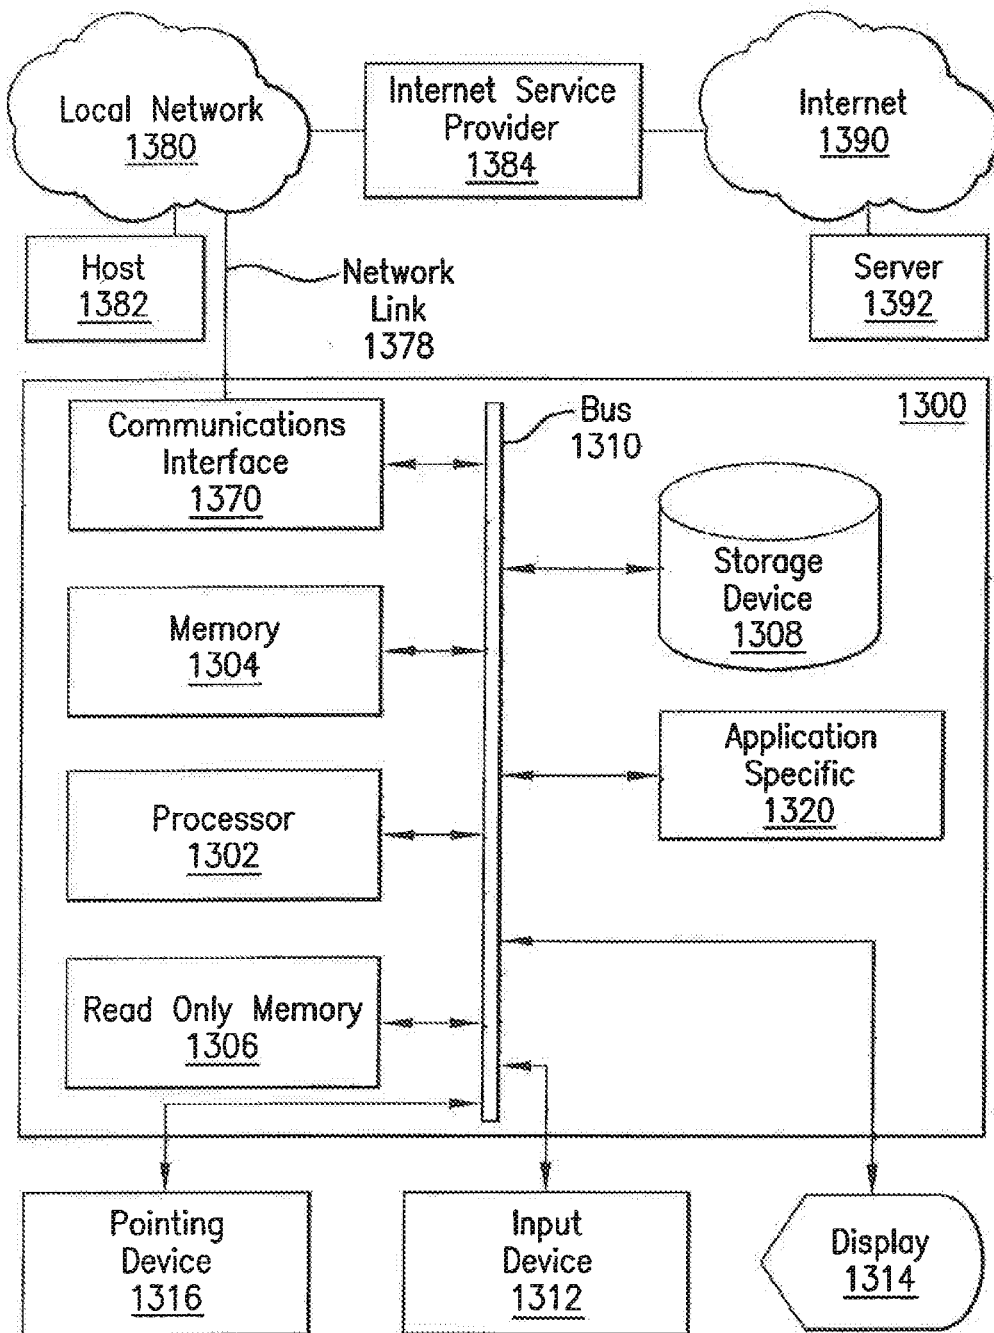 Local Network
1380
Internet Service
Provider
1384
Internet
1390
Host
1382
Network
Link
1378
Server
1392
1300
Communications
Interface
1370
Bus
1310
Storage
Device
1308
Memory
1304
Application
Specific
1320
Processor
1302
Read Only Memory
1306
Pointing
Device
1316
Input
Device
1312
Display
1314